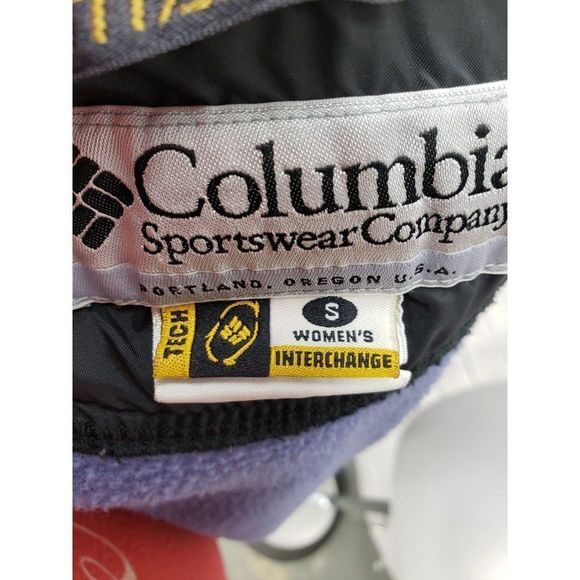 Columbia
Sportswear Company
PORTLAND, OREGON U.S.A.
TECH
S
WOMEN'S
INTERCHANGE